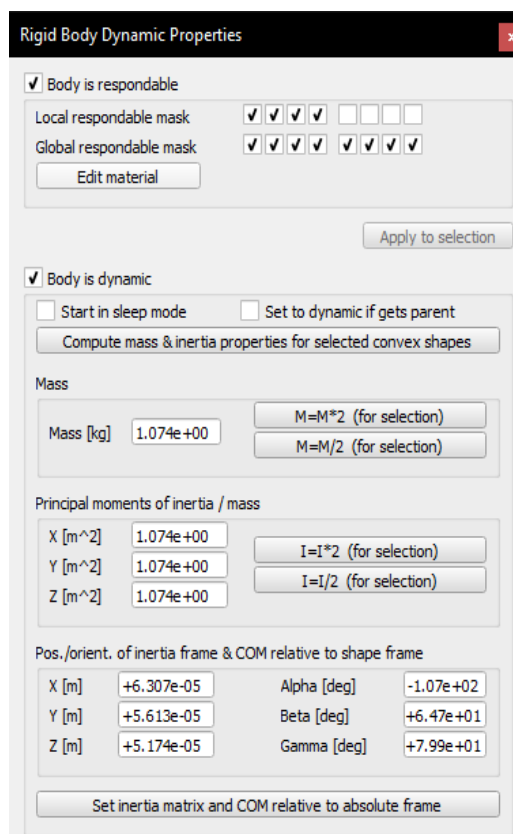 Rigid Body Dynamic Properties
x
Body is respondable
Local respondable mask
Global respondable mask
Edit material
Apply to selection
Body is dynamic
Start in sleep mode Set to dynamic if gets parent
Compute mass & inertia properties for selected convex shapes
Mass
Mass [kg] 1.074e+00 M=M*2 (for selection)
M=M/2 (for selection)
Principal moments of inertia / mass
X [m^2] 1.074e+00
Y [m^2] 1.074e+00
Z [m^2] 1.074e+00
I=I*2 (for selection)
I=I/2 (for selection)
Pos./orient. of inertia frame & COM relative to shape frame
X [m] +6.307e-05 Alpha [deg] -1.07e+02
Y [m] +5.613e-05 Beta [deg] +6.47e+01
Z [m] +5.174e-05 Gamma [deg] +7.99e+01
Set inertia matrix and COM relative to absolute frame